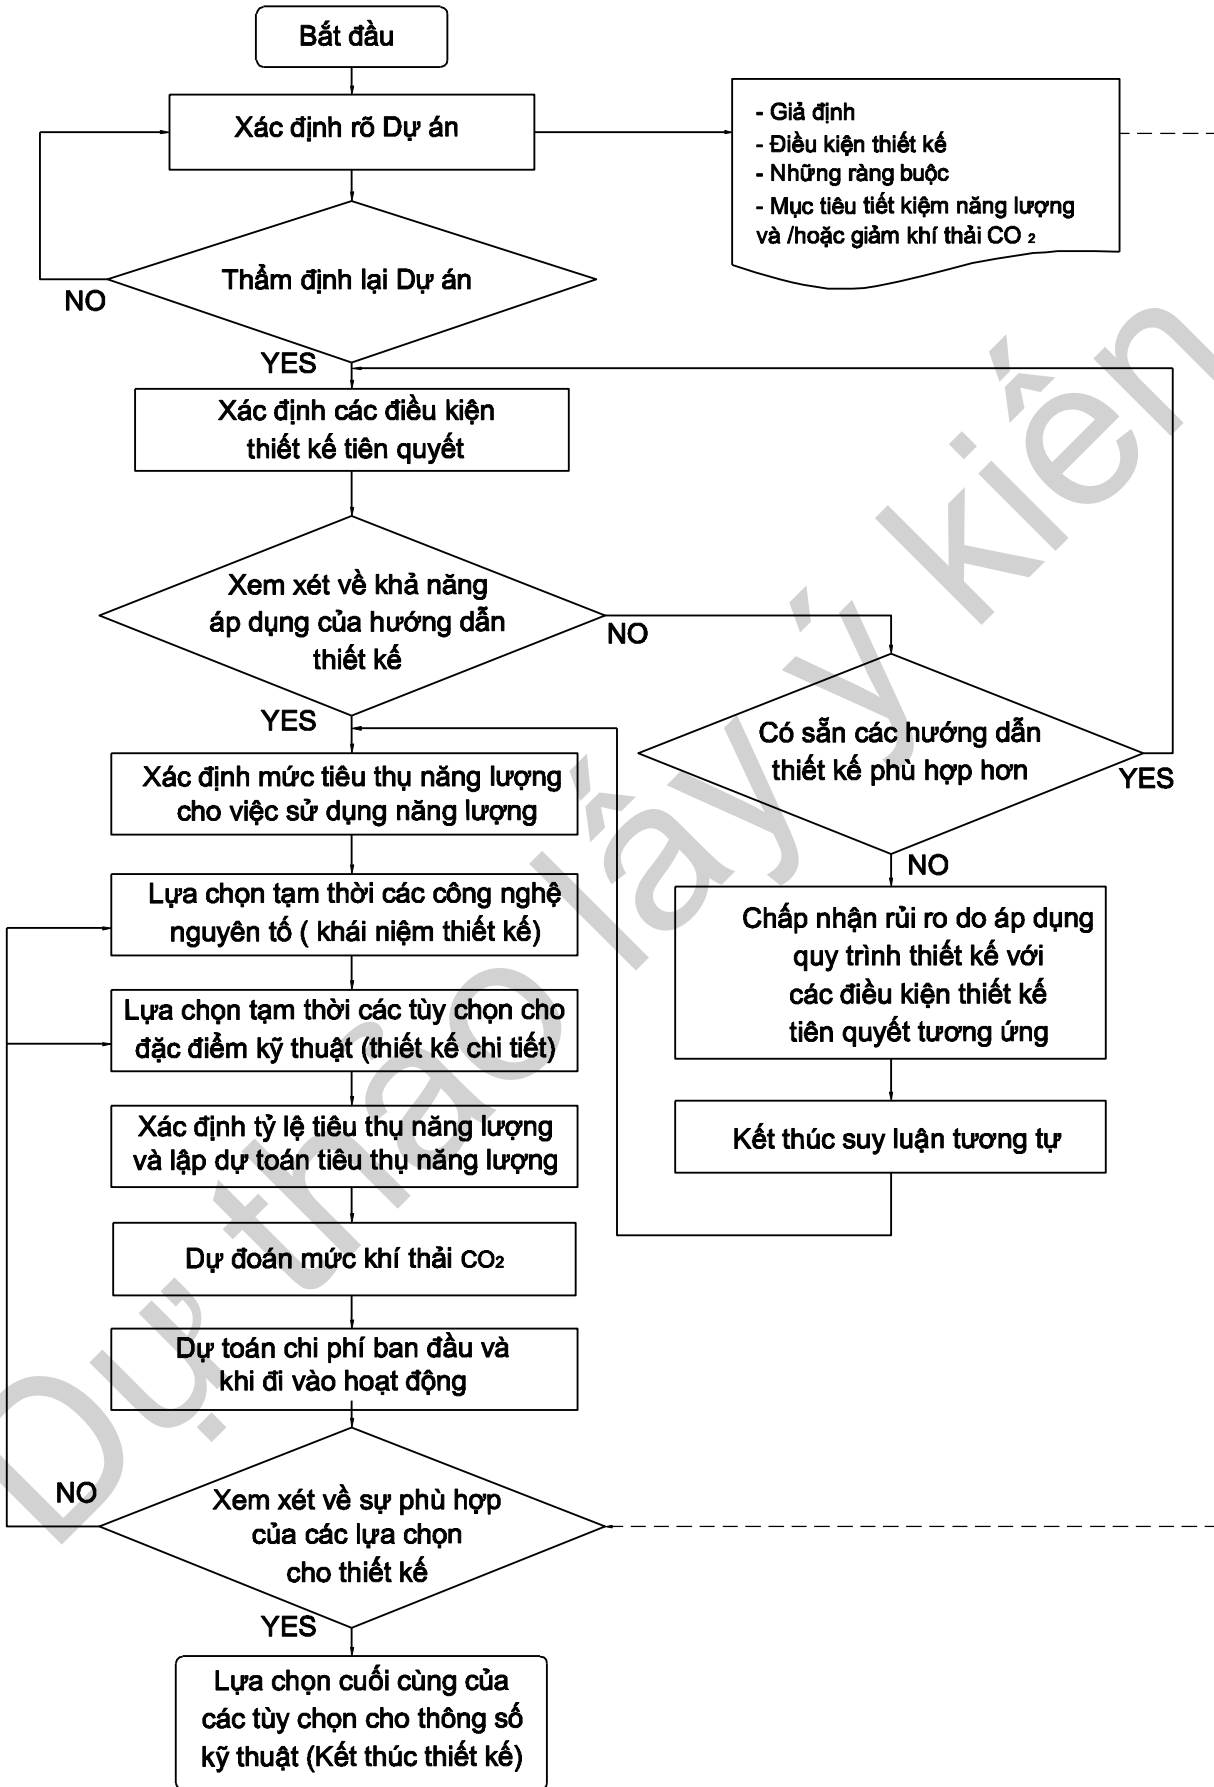 Bắt đầu
Xác định rõ Dự án
- Giả định
- Điều kiện thiết kế
- Những ràng buộc
- Mục tiêu tiết kiệm năng lượng
và /hoặc giảm khí thải CO 2
Thẩm định lại Dự án
NO
YES
Xác định các điều kiện
thiết kế tiên quyết
Xem xét về khả năng
áp dụng của hướng dẫn
thiết kế
NO
YES
Có sẵn các hướng dẫn
thiết kế phù hợp hơn
YES
NO
Xác định mức tiêu thụ năng lượng
cho việc sử dụng năng lượng
Lựa chọn tạm thời các công nghệ
nguyên tố ( khái niệm thiết kế)
Chấp nhận rủi ro do áp dụng
quy trình thiết kế với
các điều kiện thiết kế
tiên quyết tương ứng
Lựa chọn tạm thời các tùy chọn cho
đặc điểm kỹ thuật (thiết kế chi tiết)
Xác định tỷ lệ tiêu thụ năng lượng
và lập dự toán tiêu thụ năng lượng
Kết thúc suy luận tương tự
Dự đoán mức khí thải CO2
Dự toán chi phí ban đầu và
khi đi vào hoạt động
NO
Xem xét về sự phù hợp
của các lựa chọn
cho thiết kế
YES
Lựa chọn cuối cùng của
các tùy chọn cho thông số
kỹ thuật (Kết thúc thiết kế)
Dự thảo lấy ý kiến